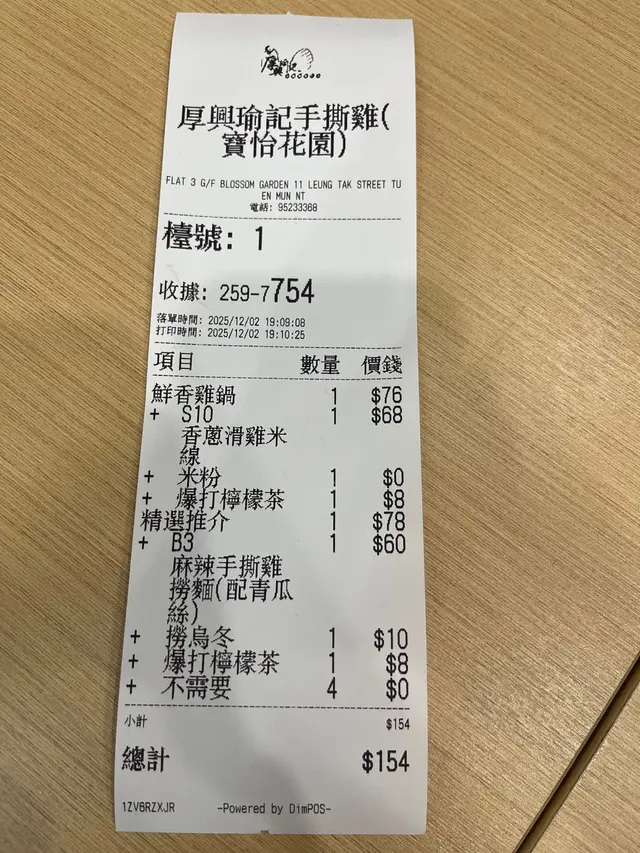 厚興瑜記手撕雞(
寶怡花園)
FLAT 3 G/F BLOSSOM GARDEN 11 LEUNG TAK STREET TU
EN MUN NT
電話: 95233368
檯號: 1
收據: 259-7754
落單時間: 2025/12/02 19:09:08
打印時間: 2025/12/02 19:10:25
項目 數量 價錢
鮮香雞鍋 1 $76
+ S10 1 $68
香蔥滑雞米
線
+ 米粉 1 $0
+ 爆打檸檬茶 1 $8
精選推介 1 $78
+ B3 1 $60
麻辣手撕雞
撈麵(配青瓜
絲)
+ 撈烏冬 1 $10
+ 爆打檸檬茶 1 $8
+ 不需要 4 $0
小計 $154
總計 $154
1ZV6RZXJR -Powered by DimPOS-